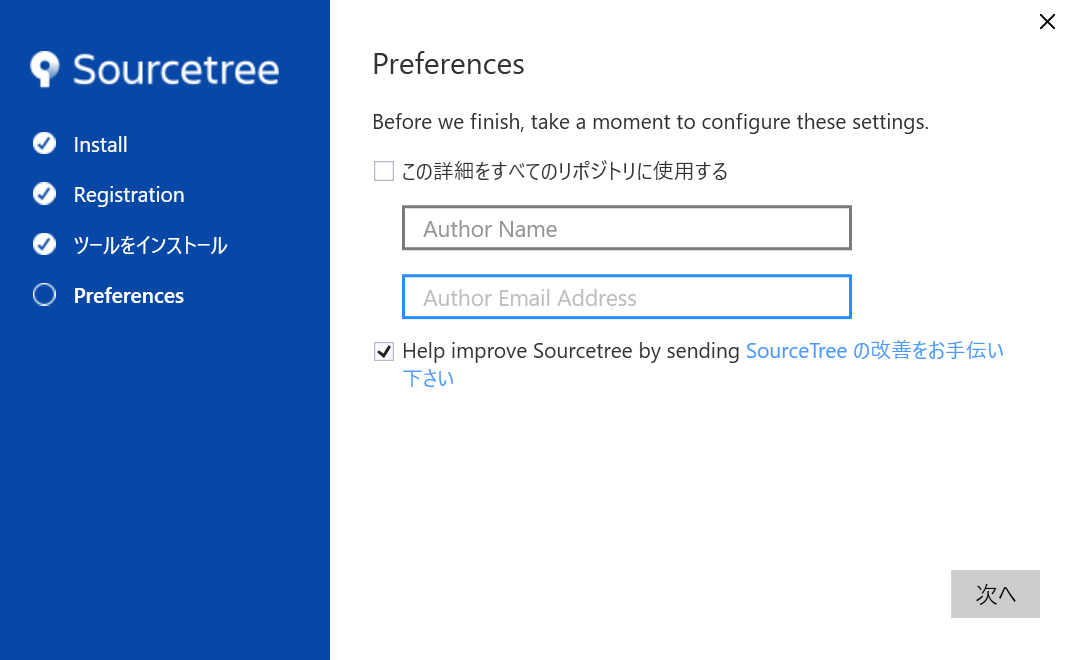 Sourcetree
Install
Registration
ツールをインストール
Preferences
Preferences
Before we finish, take a moment to configure these settings.
この詳細をすべてのリポジトリに使用する
Author Name
Author Email Address
Help improve Sourcetree by sending SourceTree の改善をお手伝い
下さい
次へ